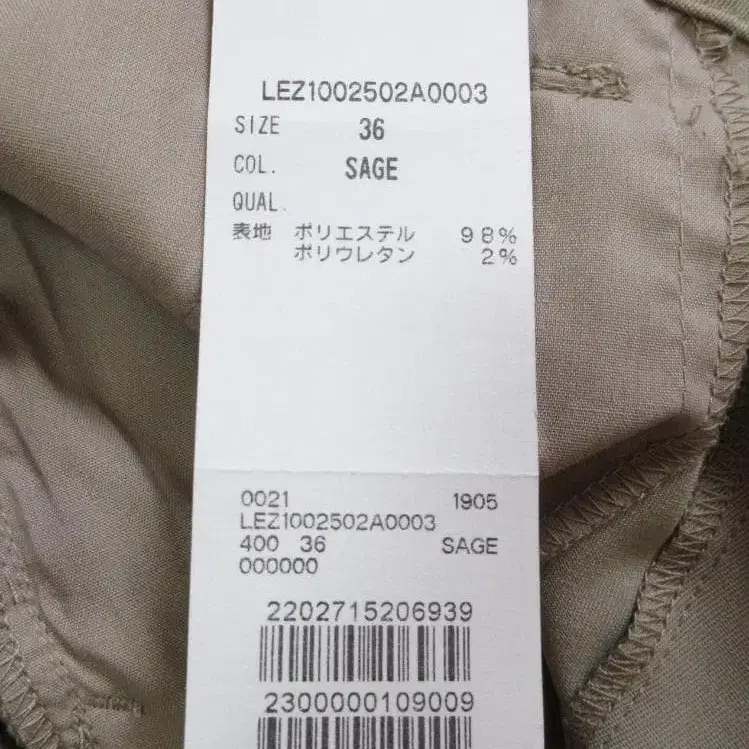 LEZ1002502A0003
SIZE 36
COL. SAGE
QUAL.
表地 ポリエステル 98%
ポリウレタン 2%
0021 1905
LEZ1002502A0003
400 36 SAGE
000000
2202715206939
2300000109009